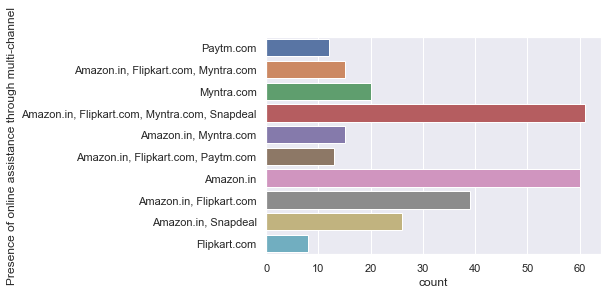 Presence of online assistance through multi-channel
Paytm.com
Amazon.in, Flipkart.com, Myntra.com
Myntra.com
Amazon.in, Flipkart.com, Myntra.com, Snapdeal
Amazon.in, Myntra.com
Amazon.in, Flipkart.com, Paytm.com
Amazon.in
Amazon.in, Flipkart.com
Amazon.in, Snapdeal
Flipkart.com
0 10 20 30 40 50 60
count